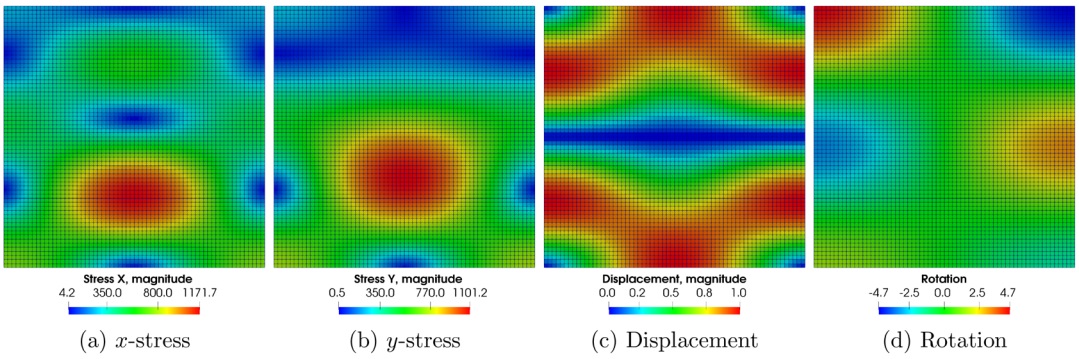 Stress X, magnitude
4.2 350.0 800.0 1171.7
(a) x-stress
Stress Y, magnitude
0.5 350.0 770.0 1101.2
(b) y-stress
Displacement, magnitude
0.0 0.2 0.5 0.8 1.0
(c) Displacement
Rotation
-4.7 -2.5 0.0 2.5 4.7
(d) Rotation